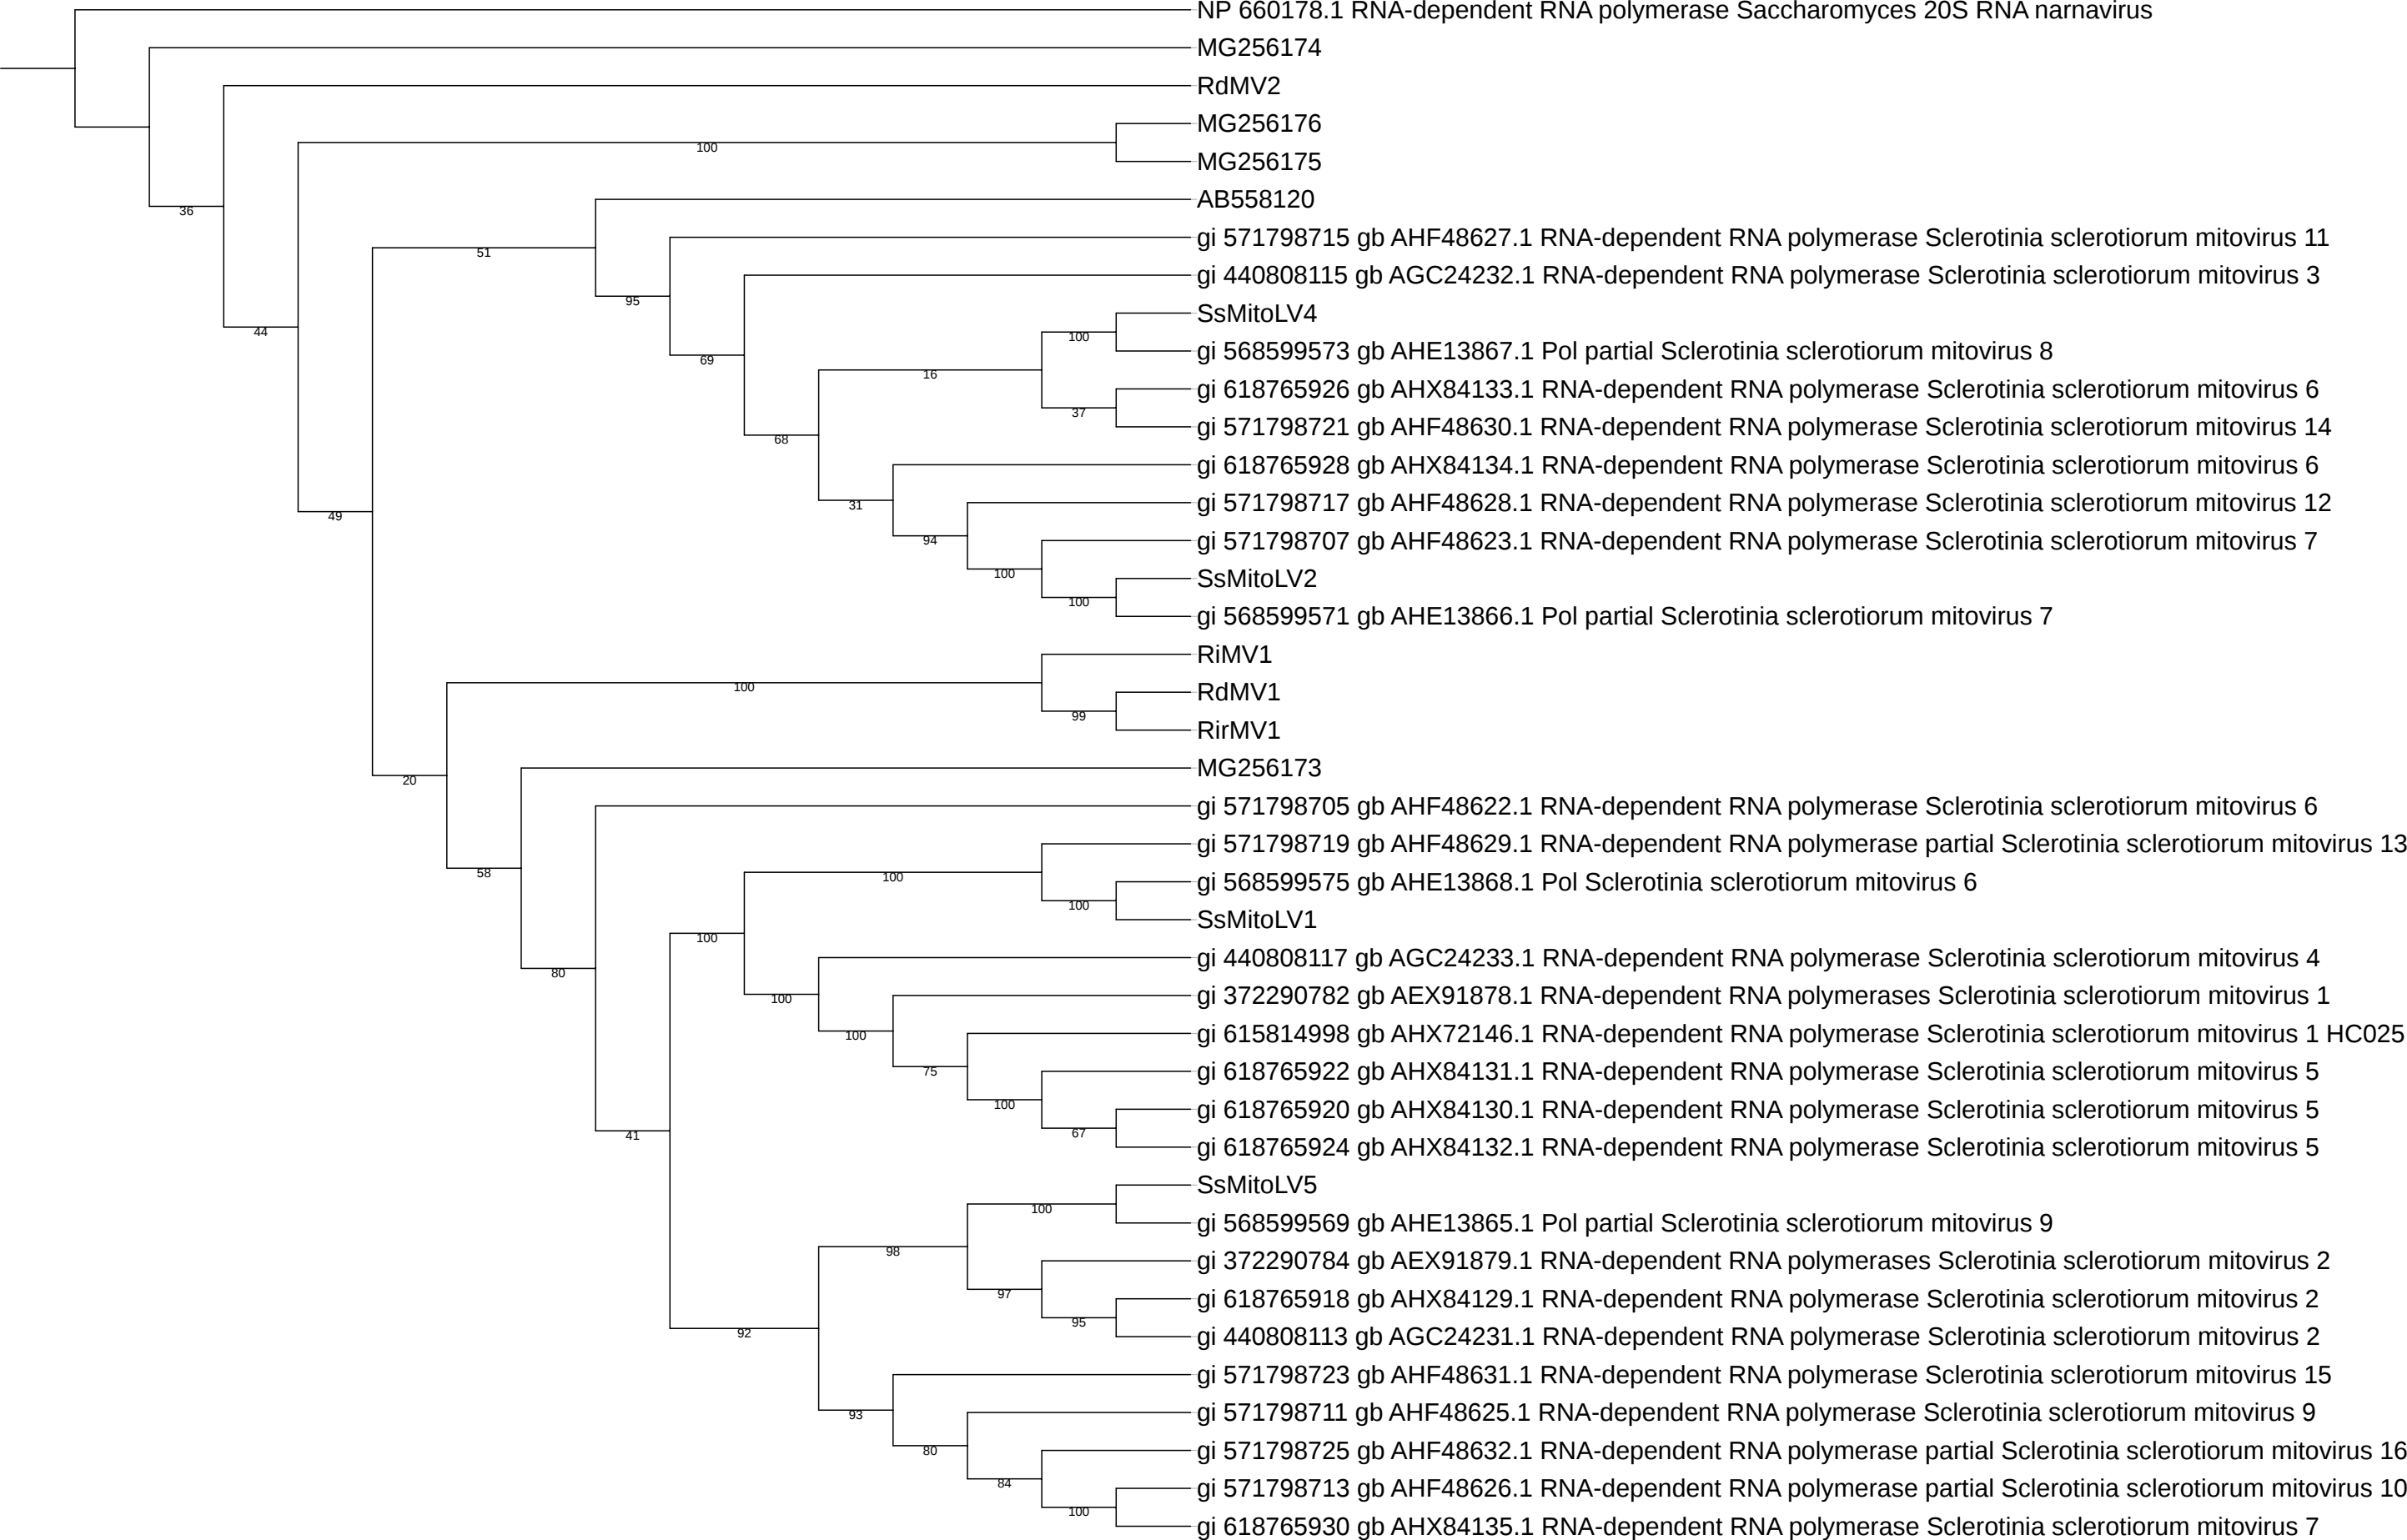 NP 660178.1 RNA-dependent RNA polymerase Saccharomyces 20S RNA narnavirus
MG256174
RdMV2
MG256176
100
MG256175
AB558120
36
gi 571798715 gb AHF48627.1 RNA-dependent RNA polymerase Sclerotinia sclerotiorum mitovirus 11
51
gi 440808115 gb AGC24232.1 RNA-dependent RNA polymerase Sclerotinia sclerotiorum mitovirus 3
95
SsMitoLV4
44
100
gi 568599573 gb AHE13867.1 Pol partial Sclerotinia sclerotiorum mitovirus 8
69
16
gi 618765926 gb AHX84133.1 RNA-dependent RNA polymerase Sclerotinia sclerotiorum mitovirus 6
37
gi 571798721 gb AHF48630.1 RNA-dependent RNA polymerase Sclerotinia sclerotiorum mitovirus 14
68
gi 618765928 gb AHX84134.1 RNA-dependent RNA polymerase Sclerotinia sclerotiorum mitovirus 6
gi 571798717 gb AHF48628.1 RNA-dependent RNA polymerase Sclerotinia sclerotiorum mitovirus 12
31
49
gi 571798707 gb AHF48623.1 RNA-dependent RNA polymerase Sclerotinia sclerotiorum mitovirus 7
94
100
SsMitoLV2
100
gi 568599571 gb AHE13866.1 Pol partial Sclerotinia sclerotiorum mitovirus 7
RiMV1
100
RdMV1
99
RirMV1
MG256173
20
gi 571798705 gb AHF48622.1 RNA-dependent RNA polymerase Sclerotinia sclerotiorum mitovirus 6
gi 571798719 gb AHF48629.1 RNA-dependent RNA polymerase partial Sclerotinia sclerotiorum mitovirus 13
58
100
gi 568599575 gb AHE13868.1 Pol Sclerotinia sclerotiorum mitovirus 6
100
SsMitoLV1
100
gi 440808117 gb AGC24233.1 RNA-dependent RNA polymerase Sclerotinia sclerotiorum mitovirus 4
80
gi 372290782 gb AEX91878.1 RNA-dependent RNA polymerases Sclerotinia sclerotiorum mitovirus 1
100
gi 615814998 gb AHX72146.1 RNA-dependent RNA polymerase Sclerotinia sclerotiorum mitovirus 1 HC025
100
gi 618765922 gb AHX84131.1 RNA-dependent RNA polymerase Sclerotinia sclerotiorum mitovirus 5
75
100
gi 618765920 gb AHX84130.1 RNA-dependent RNA polymerase Sclerotinia sclerotiorum mitovirus 5
67
41
gi 618765924 gb AHX84132.1 RNA-dependent RNA polymerase Sclerotinia sclerotiorum mitovirus 5
SsMitoLV5
100
gi 568599569 gb AHE13865.1 Pol partial Sclerotinia sclerotiorum mitovirus 9
98
gi 372290784 gb AEX91879.1 RNA-dependent RNA polymerases Sclerotinia sclerotiorum mitovirus 2
97
gi 618765918 gb AHX84129.1 RNA-dependent RNA polymerase Sclerotinia sclerotiorum mitovirus 2
95
92
gi 440808113 gb AGC24231.1 RNA-dependent RNA polymerase Sclerotinia sclerotiorum mitovirus 2
gi 571798723 gb AHF48631.1 RNA-dependent RNA polymerase Sclerotinia sclerotiorum mitovirus 15
93
gi 571798711 gb AHF48625.1 RNA-dependent RNA polymerase Sclerotinia sclerotiorum mitovirus 9
80
gi 571798725 gb AHF48632.1 RNA-dependent RNA polymerase partial Sclerotinia sclerotiorum mitovirus 16
84
gi 571798713 gb AHF48626.1 RNA-dependent RNA polymerase partial Sclerotinia sclerotiorum mitovirus 10
100
gi 618765930 gb AHX84135.1 RNA-dependent RNA polymerase Sclerotinia sclerotiorum mitovirus 7